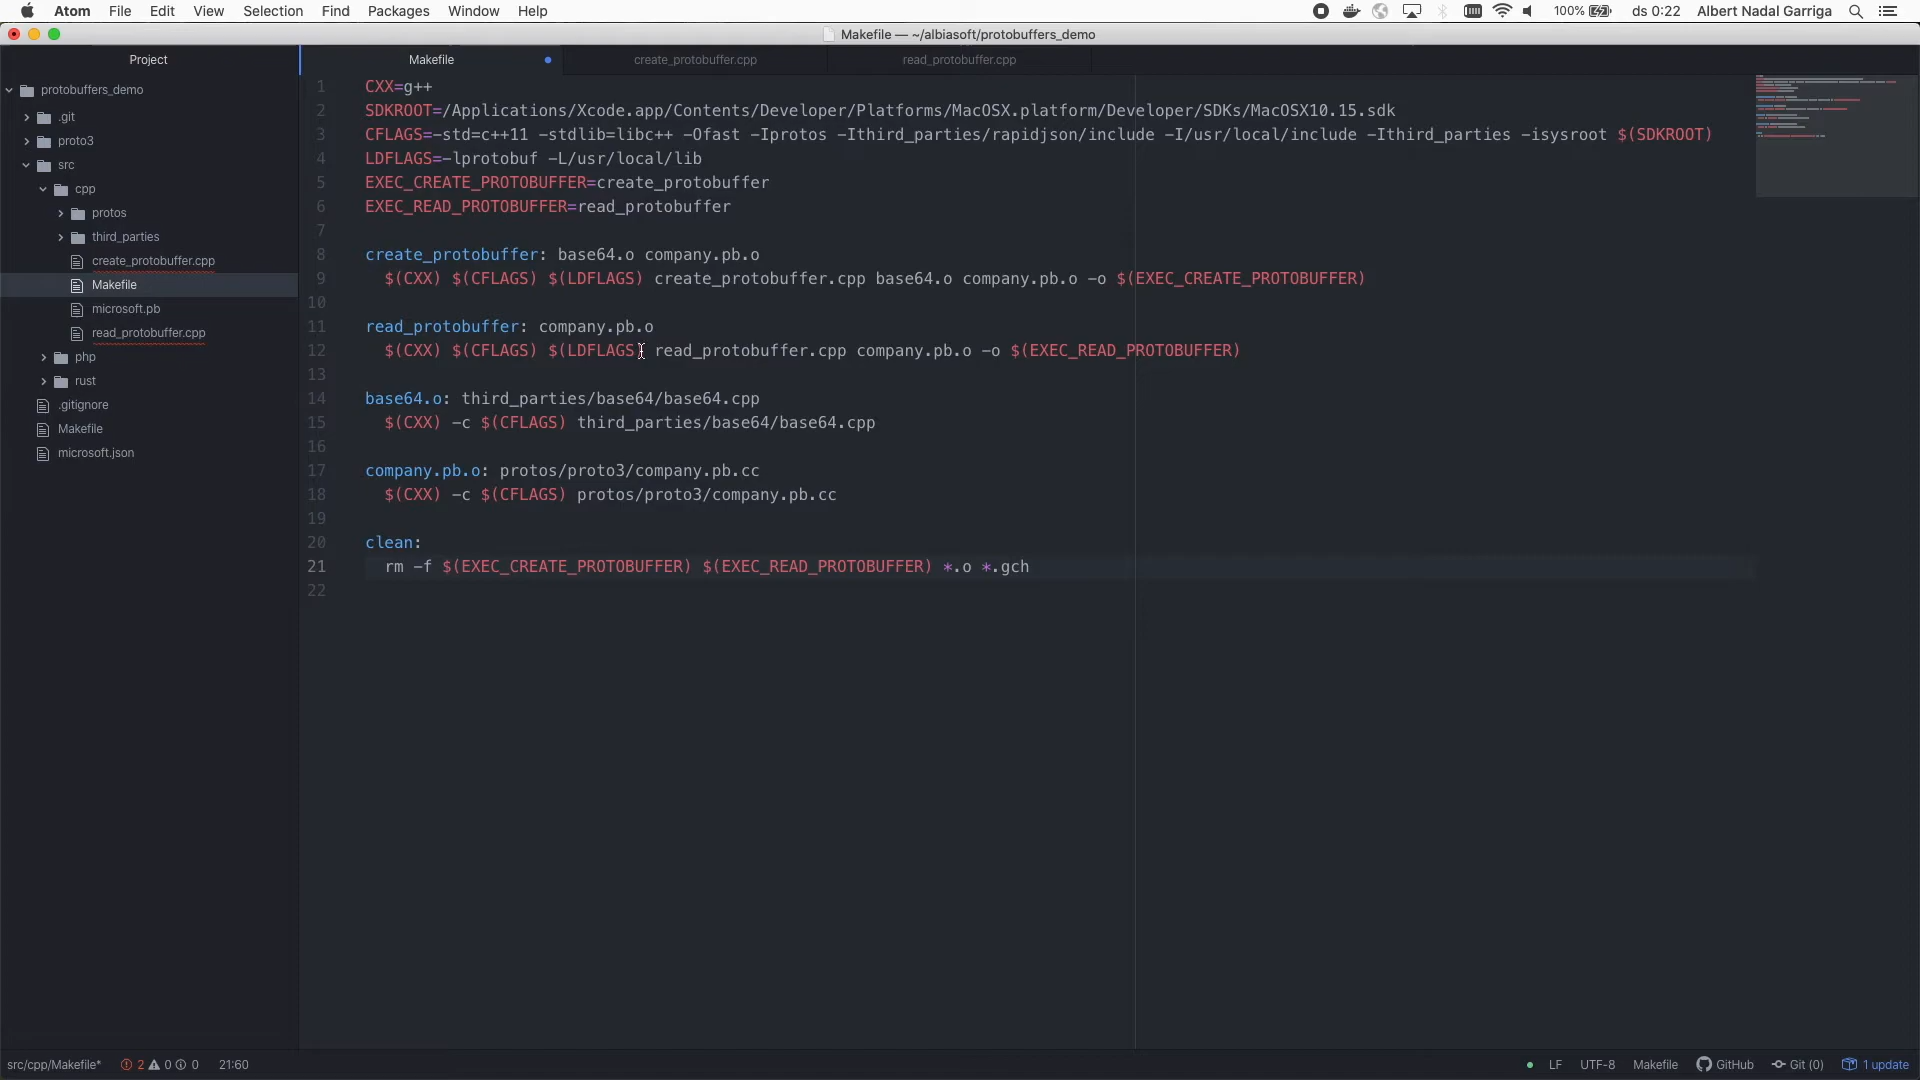 Atom File Edit View Selection Find Packages Window Help 100% ds 0:22 Albert Nadal Garriga
Makefile — ~/albiasoft/protobuffers_demo
Project
protobuffers_demo
.git
proto3
src
cpp
protos
third_parties
create_protobuffer.cpp
Makefile
microsoft.pb
read_protobuffer.cpp
php
rust
.gitignore
Makefile
microsoft.json
Makefile create_protobuffer.cpp read_protobuffer.cpp
1 CXX=g++
2 SDKROOT=/Applications/Xcode.app/Contents/Developer/Platforms/MacOSX.platform/Developer/SDKs/MacOSX10.15.sdk
3 CFLAGS=-std=c++11 -stdlib=libc++ -Ofast -Iprotos -Ithird_parties/rapidjson/include -I/usr/local/include -Ithird_parties -isysroot $(SDKROOT)
4 LDFLAGS=-lprotobuf -L/usr/local/lib
5 EXEC_CREATE_PROTOBUFFER=create_protobuffer
6 EXEC_READ_PROTOBUFFER=read_protobuffer
7
8 create_protobuffer: base64.o company.pb.o
9 $(CXX) $(CFLAGS) $(LDFLAGS) create_protobuffer.cpp base64.o company.pb.o -o $(EXEC_CREATE_PROTOBUFFER)
10
11 read_protobuffer: company.pb.o
12 $(CXX) $(CFLAGS) $(LDFLAGS) read_protobuffer.cpp company.pb.o -o $(EXEC_READ_PROTOBUFFER)
13
14 base64.o: third_parties/base64/base64.cpp
15 $(CXX) -c $(CFLAGS) third_parties/base64/base64.cpp
16
17 company.pb.o: protos/proto3/company.pb.cc
18 $(CXX) -c $(CFLAGS) protos/proto3/company.pb.cc
19
20 clean:
21 rm -f $(EXEC_CREATE_PROTOBUFFER) $(EXEC_READ_PROTOBUFFER) *.o *.gch
22
src/cpp/Makefile* 2 0 0 21:60 LF UTF-8 Makefile GitHub Git (0) 1 update